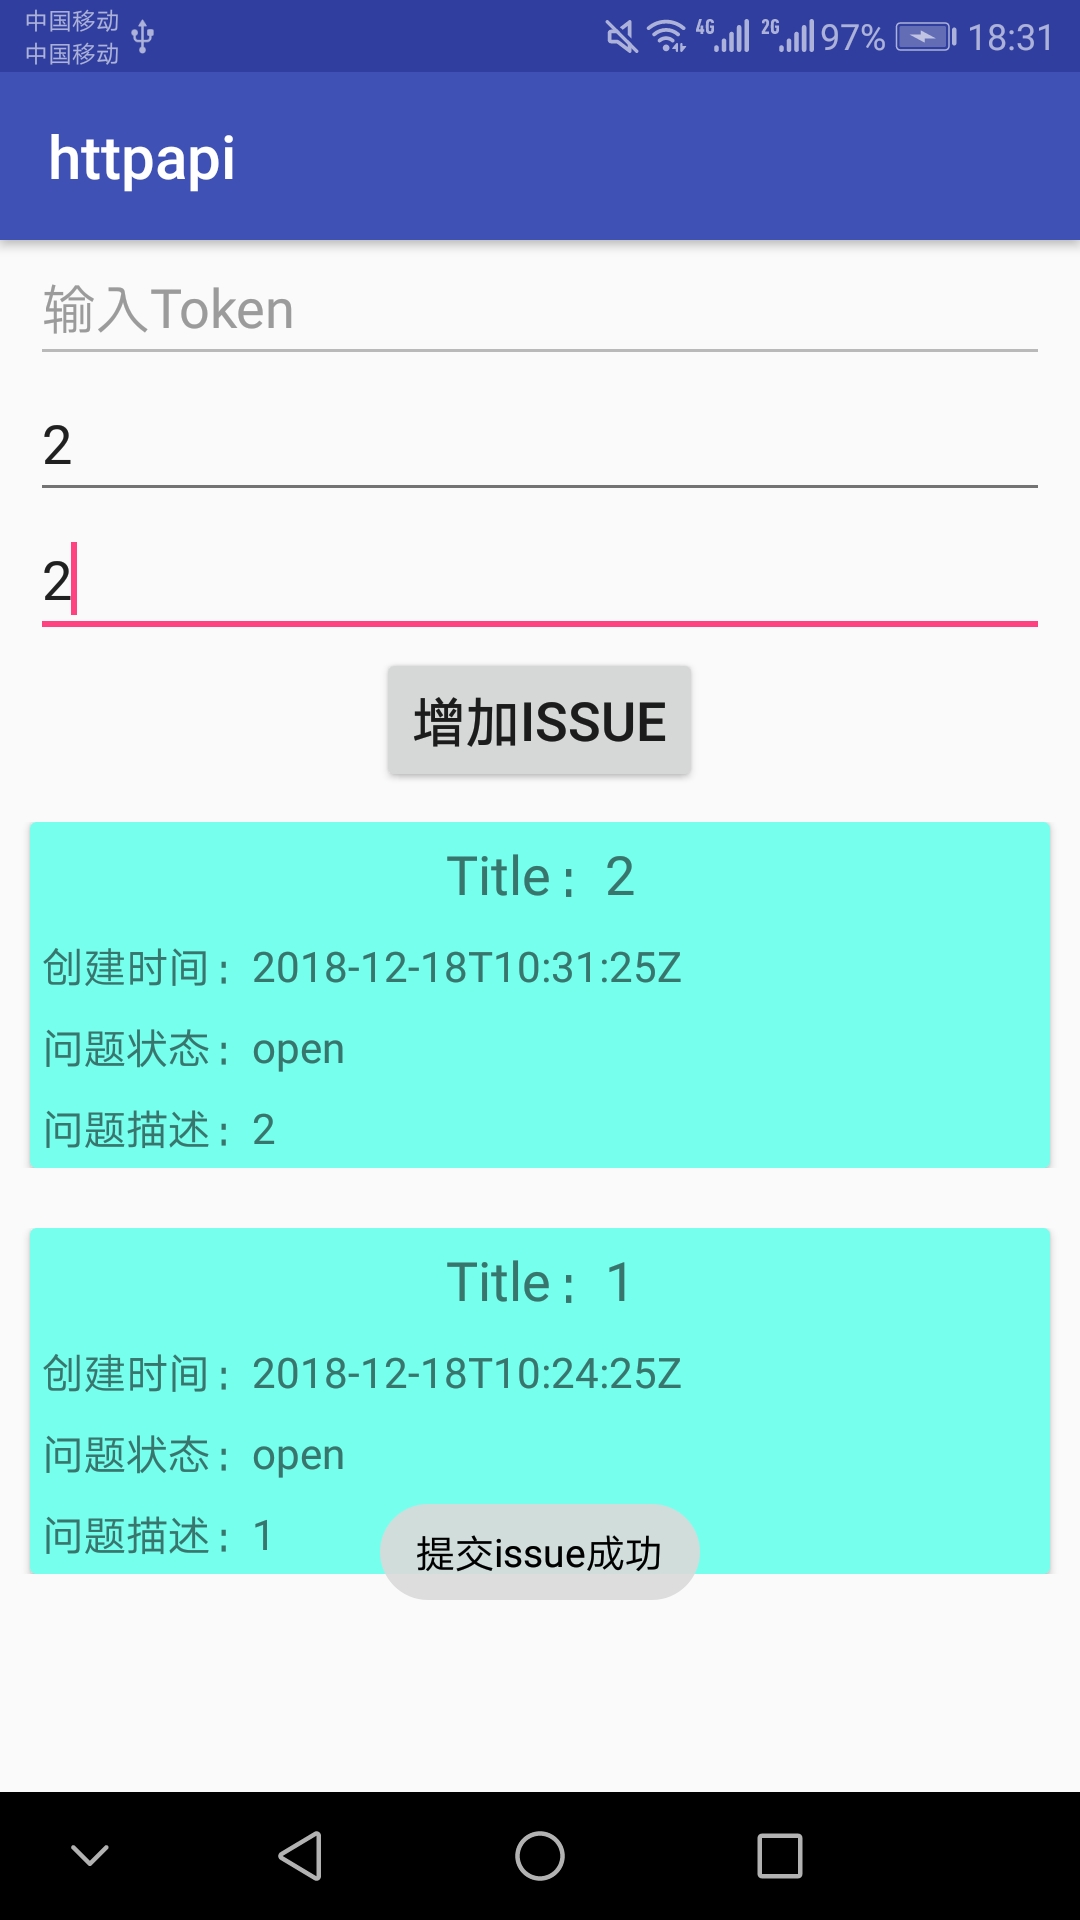 中国移动
中国移动
4G 2G 97% 18:31
httpapi
输入Token
2
2
增加ISSUE
Title：2
创建时间：2018-12-18T10:31:25Z
问题状态：open
问题描述：2
Title：1
创建时间：2018-12-18T10:24:25Z
问题状态：open
问题描述：1
提交issue成功